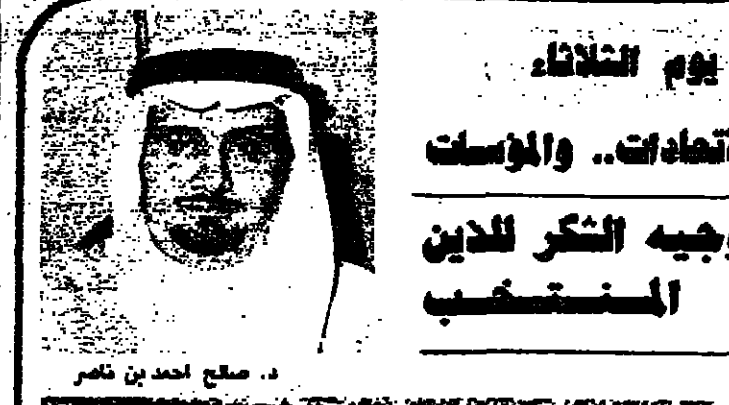 يوم الثلاثاء
اتحادات.. والمؤسسات
وجيه الشكر للذين
المنتخب
د. صالح احمد بن ناصر